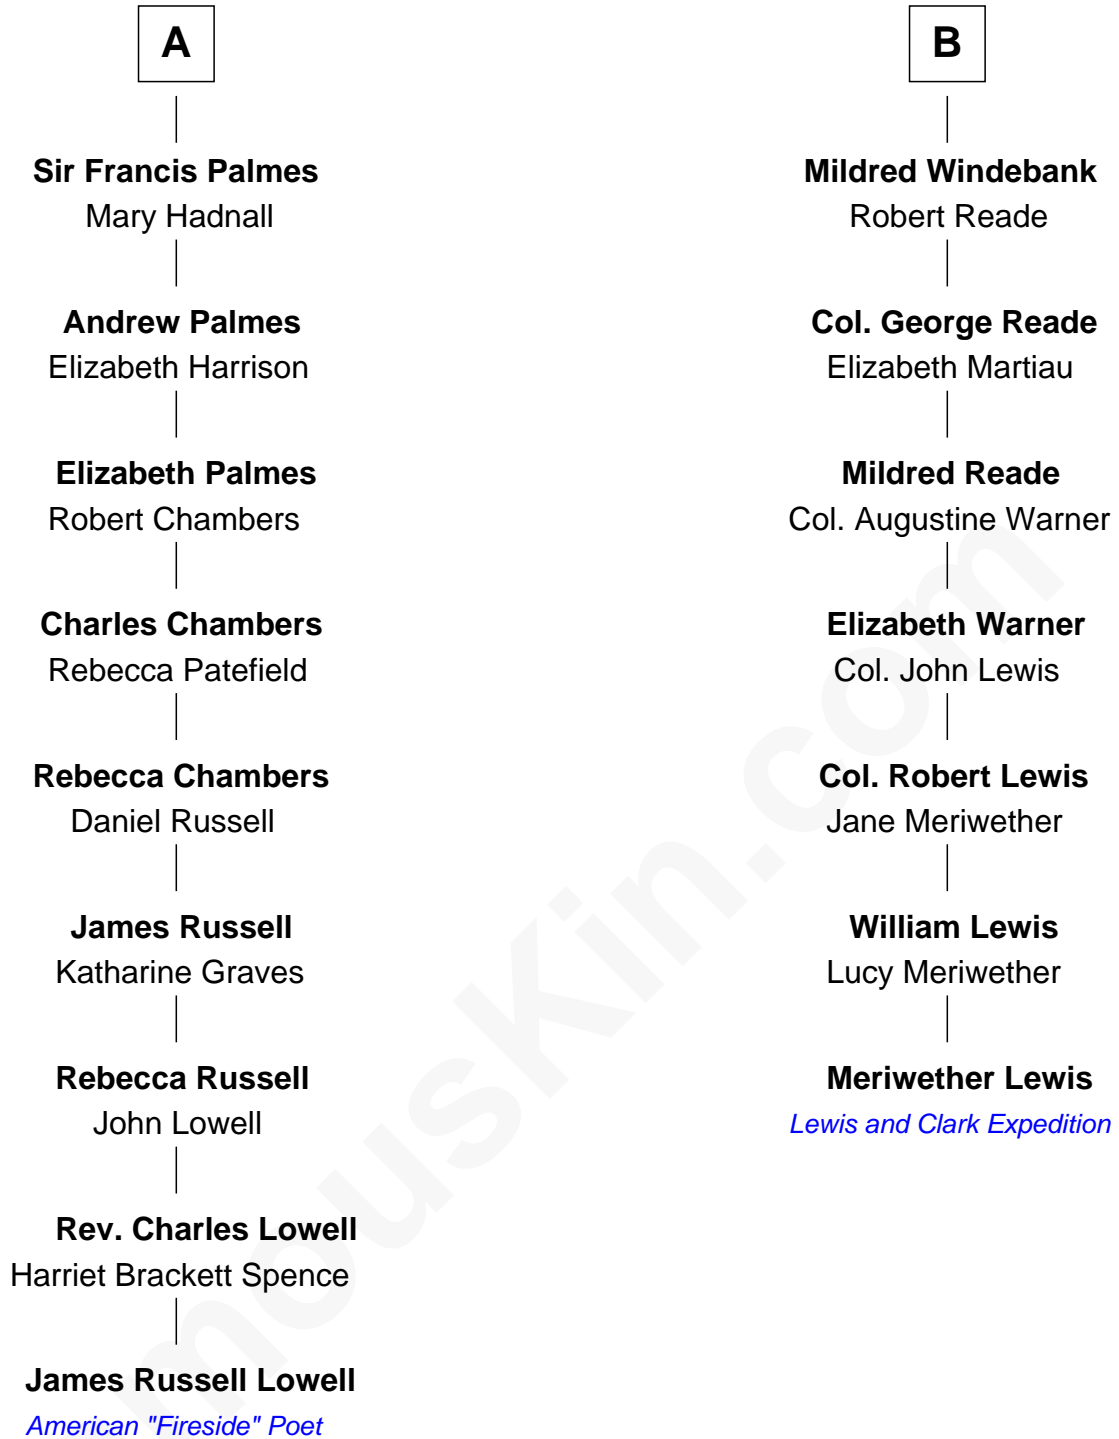 A
Sir Francis Palmes
Mary Hadnall
Andrew Palmes
Elizabeth Harrison
Elizabeth Palmes
Robert Chambers
Charles Chambers
Rebecca Patefield
Rebecca Chambers
Daniel Russell
James Russell
Katharine Graves
Rebecca Russell
John Lowell
Rev. Charles Lowell
Harriet Brackett Spence
James Russell Lowell
American "Fireside" Poet
B
Mildred Windebank
Robert Reade
Col. George Reade
Elizabeth Martiau
Mildred Reade
Col. Augustine Warner
Elizabeth Warner
Col. John Lewis
Col. Robert Lewis
Jane Meriwether
William Lewis
Lucy Meriwether
Meriwether Lewis
Lewis and Clark Expedition
mousKin.com